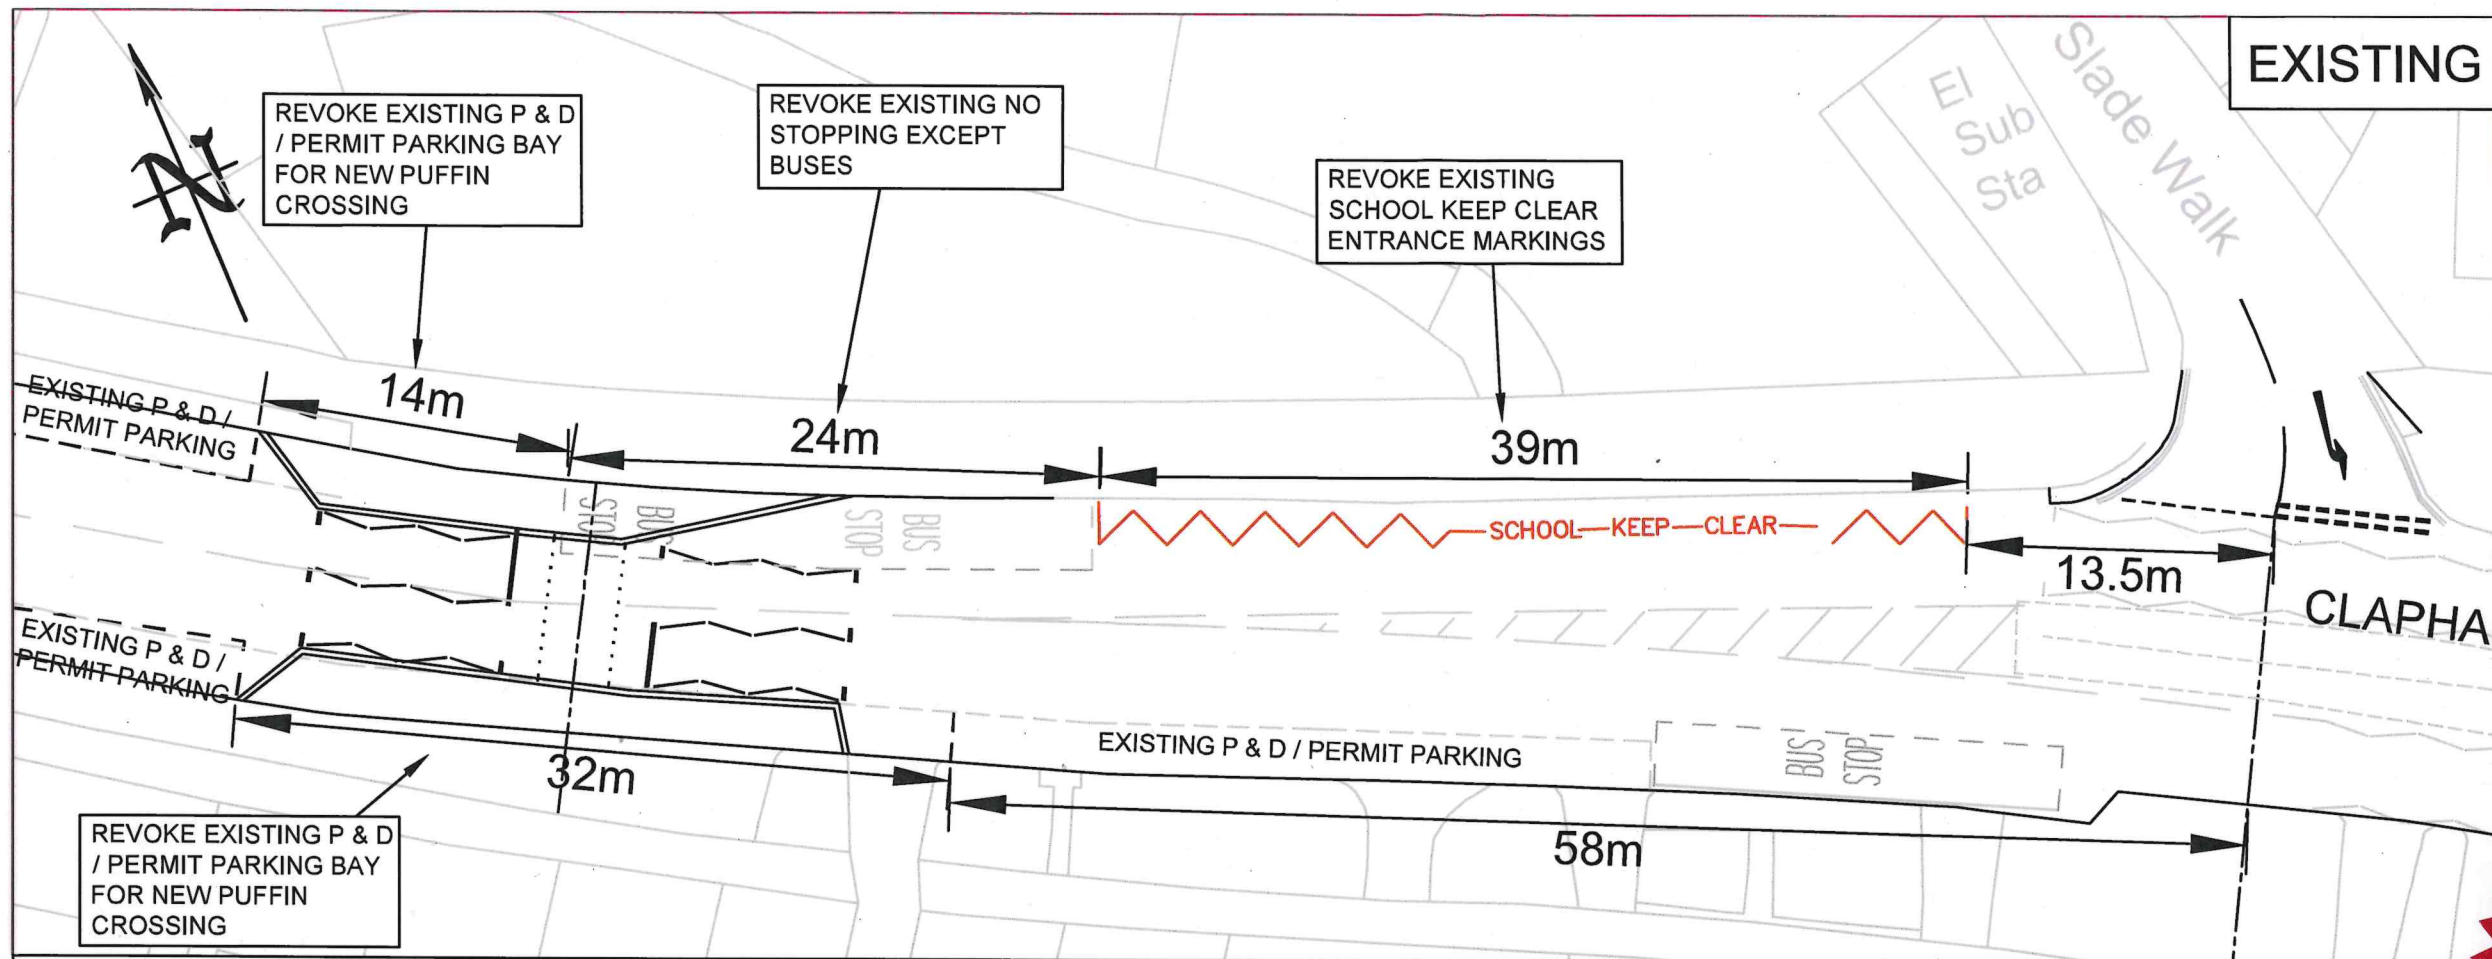 EXISTING
El
Sub
Sta
Slade Walk
REVOKE EXISTING P & D
/ PERMIT PARKING BAY
FOR NEW PUFFIN
CROSSING
REVOKE EXISTING NO
STOPPING EXCEPT
BUSES
REVOKE EXISTING
SCHOOL KEEP CLEAR
ENTRANCE MARKINGS
N
EXISTING P & D /
PERMIT PARKING
14m
24m
39m
BUS
STOP
BUS
STOP
SCHOOL KEEP CLEAR
13.5m
CLAPHA
EXISTING P & D /
PERMIT PARKING
32m
EXISTING P & D / PERMIT PARKING
BUS
STOP
58m
REVOKE EXISTING P & D
/ PERMIT PARKING BAY
FOR NEW PUFFIN
CROSSING